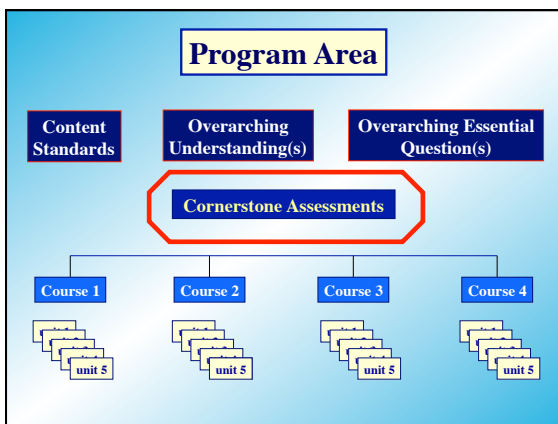 Program Area
Content
Standards
Overarching
Understanding(s)
Overarching Essential
Question(s)
Cornerstone Assessments
Course 1
Course 2
Course 3
Course 4
unit 5
unit 5
unit 5
unit 5